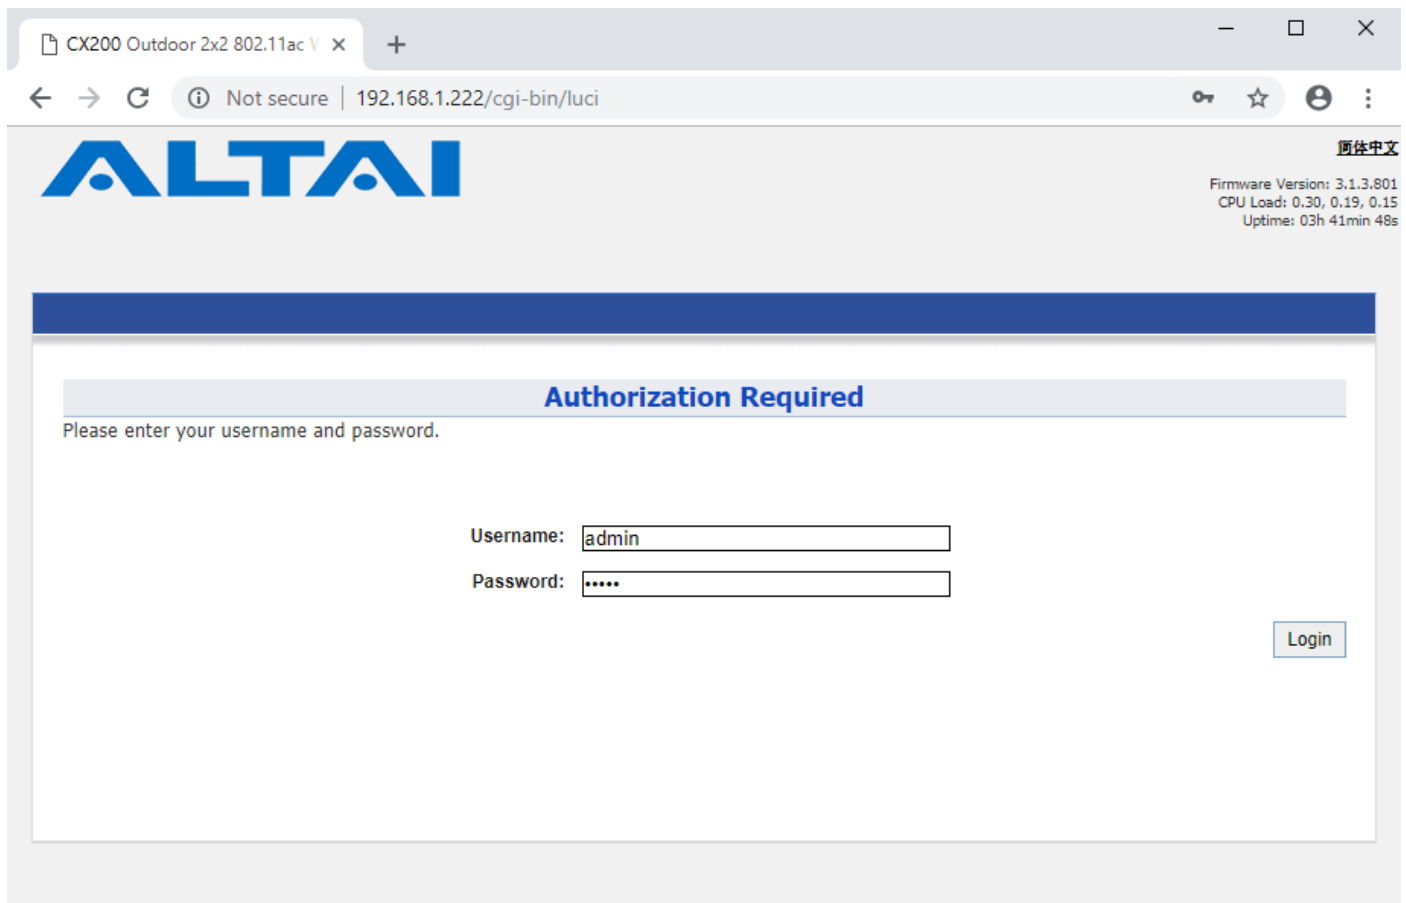 CX200 Outdoor 2x2 802.11ac
Not secure | 192.168.1.222/cgi-bin/luci
ALTAI
简体中文
Firmware Version: 3.1.3.801
CPU Load: 0.30, 0.19, 0.15
Uptime: 03h 41min 48s
Authorization Required
Please enter your username and password.
Username: admin
Password: •••••
Login